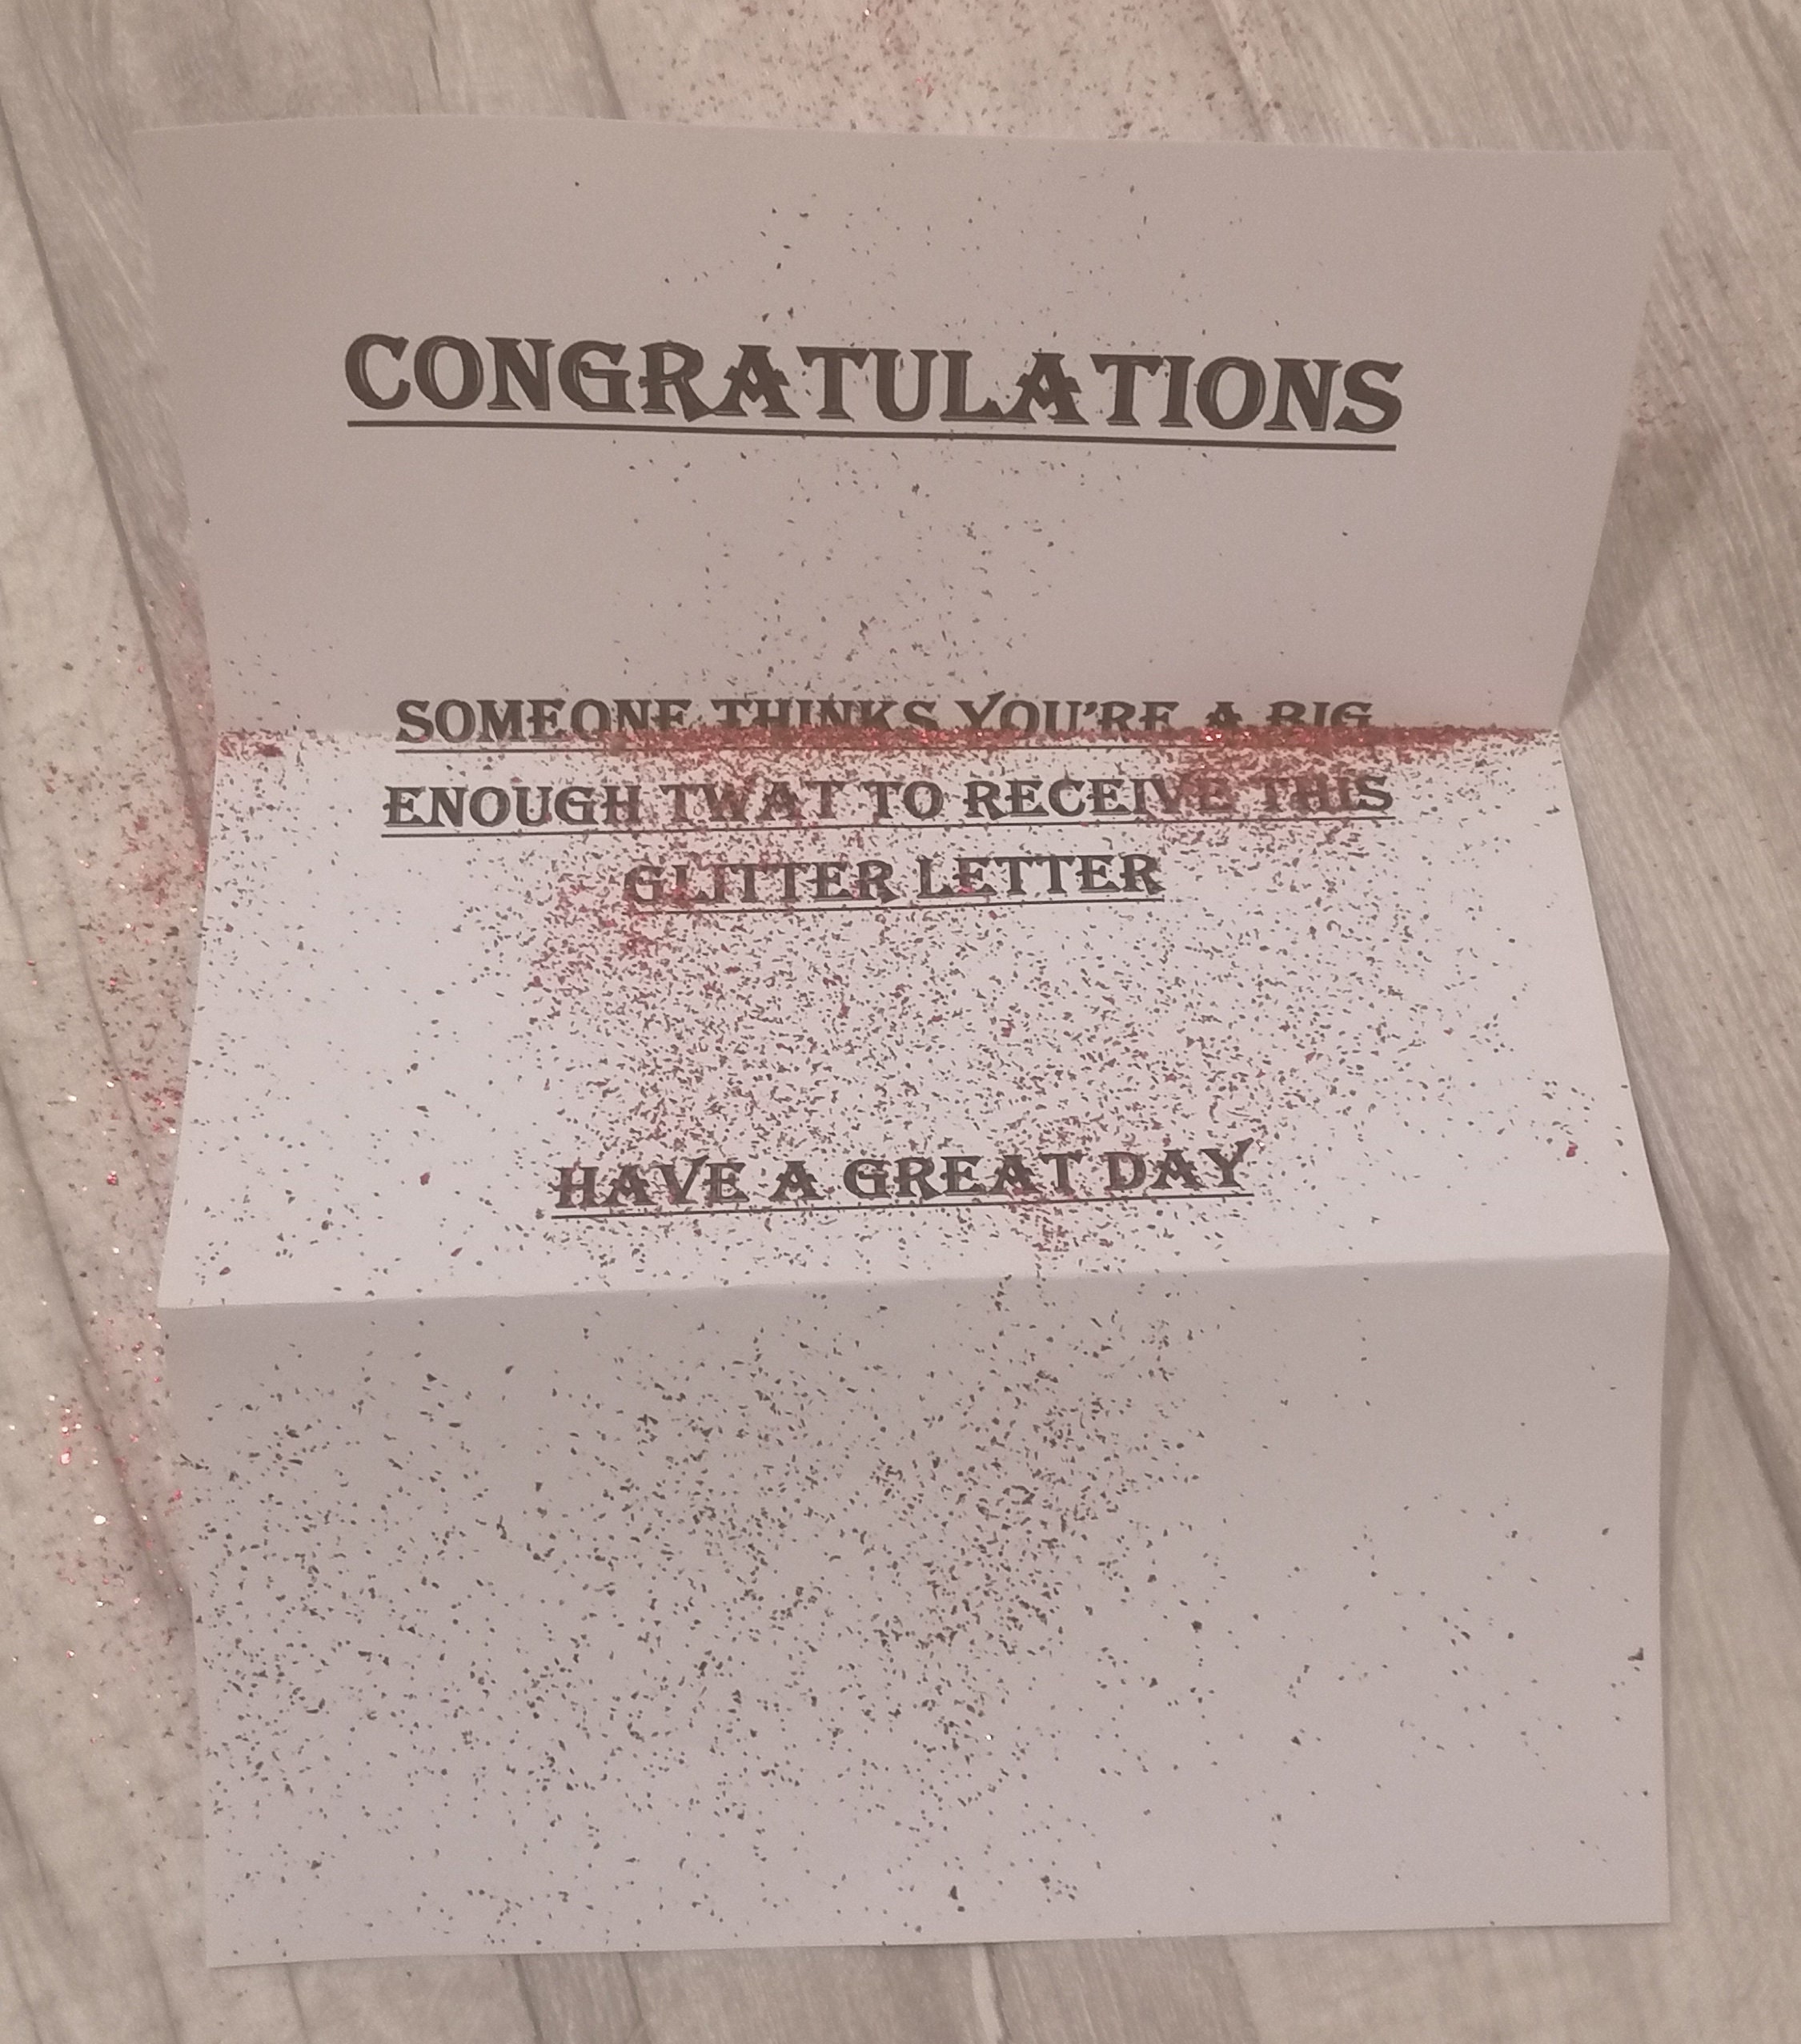 CONGRATULATIONS
SOMEONE THINKS YOU'RE A BIG
ENOUGH TWAT TO RECEIVE THIS
GLITTER LETTER
HAVE A GREAT DAY